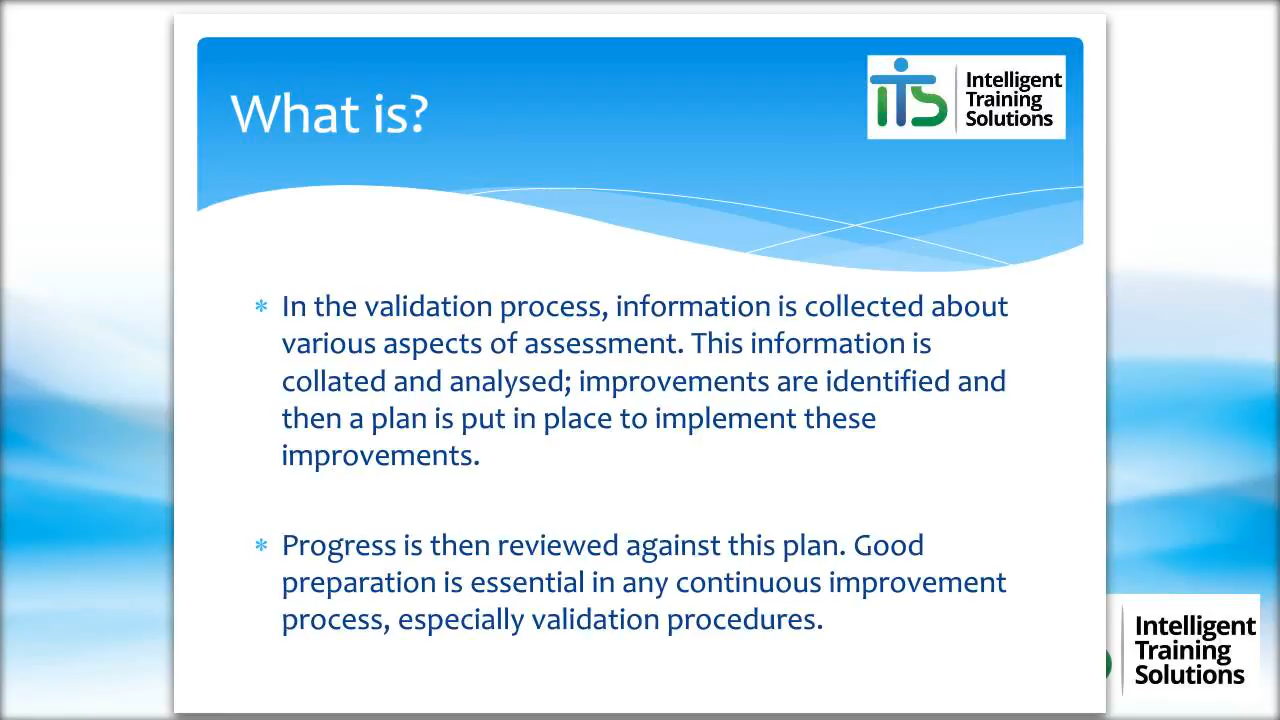 What is?
iTS
Intelligent
Training
Solutions
* In the validation process, information is collected about
various aspects of assessment. This information is
collated and analysed; improvements are identified and
then a plan is put in place to implement these
improvements.
* Progress is then reviewed against this plan. Good
preparation is essential in any continuous improvement
process, especially validation procedures.
Intelligent
Training
Solutions